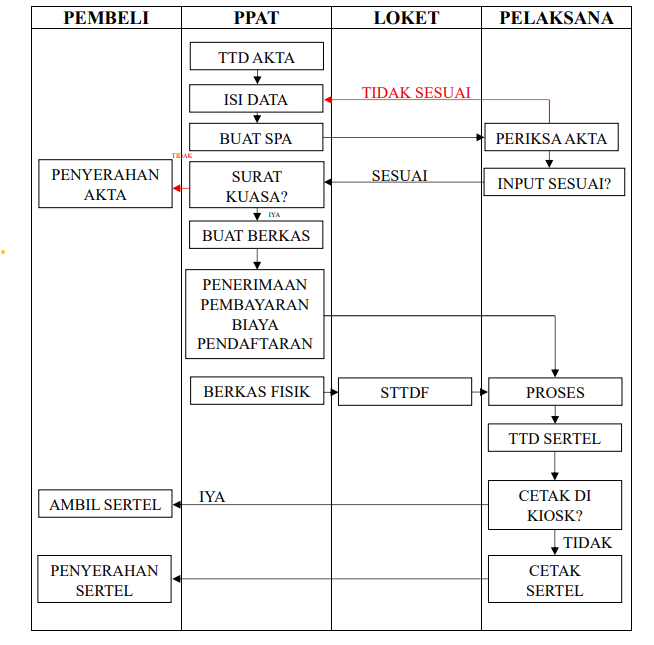 PEMBELI PPAT LOKET PELAKSANA
TTD AKTA
ISI DATA
TIDAK SESUAI
BUAT SPA
PERIKSA AKTA
TIDAK
PENYERAHAN
AKTA
SURAT
KUASA?
SESUAI
INPUT SESUAI?
IYA
BUAT BERKAS
PENERIMAAN
PEMBAYARAN
BIAYA
PENDAFTARAN
BERKAS FISIK
STTDF
PROSES
TTD SERTEL
AMBIL SERTEL
IYA
CETAK DI
KIOSK?
TIDAK
PENYERAHAN
SERTEL
CETAK
SERTEL